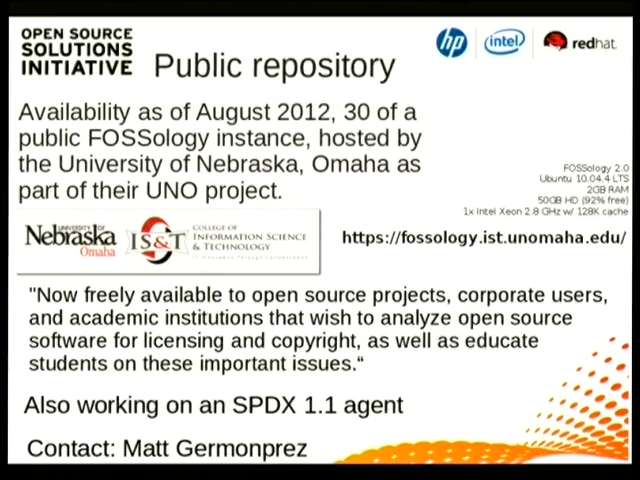 OPEN SOURCE
SOLUTIONS
INITIATIVE
Public repository
hp
intel
redhat.
Availability as of August 2012, 30 of a
public FOSSology instance, hosted by
the University of Nebraska, Omaha as
part of their UNO project.
FOSSology 2.0
Ubuntu 10.04.4 LTS
2GB RAM
50GB HD (92% free)
1x Intel Xeon 2.8 GHz w/ 128K cache
UNIVERSITY OF
Nebraska
Omaha
IS&T
COLLEGE OF
INFORMATION SCIENCE
& TECHNOLOGY
https://fossology.ist.unomaha.edu/
"Now freely available to open source projects, corporate users,
and academic institutions that wish to analyze open source
software for licensing and copyright, as well as educate
students on these important issues.“
Also working on an SPDX 1.1 agent
Contact: Matt Germonprez